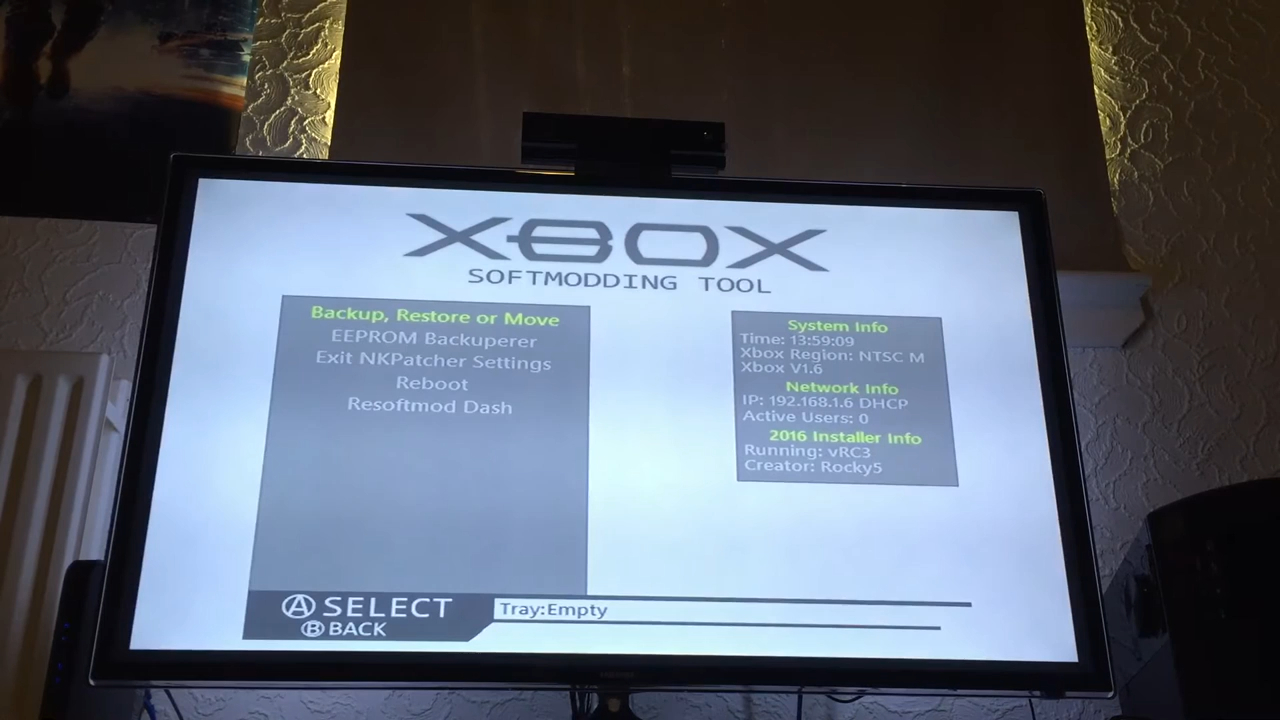 XBOX
SOFTMODDING TOOL
Backup, Restore or Move
EEPROM Backuperer
Exit NKPatcher Settings
Reboot
Resoftmod Dash
System Info
Time: 13:59:09
Xbox Region: NTSC M
Xbox V1.6
Network Info
IP: 192.168.1.6 DHCP
Active Users: 0
2016 Installer Info
Running: vRC3
Creator: Rocky5
A SELECT
B BACK
Tray:Empty